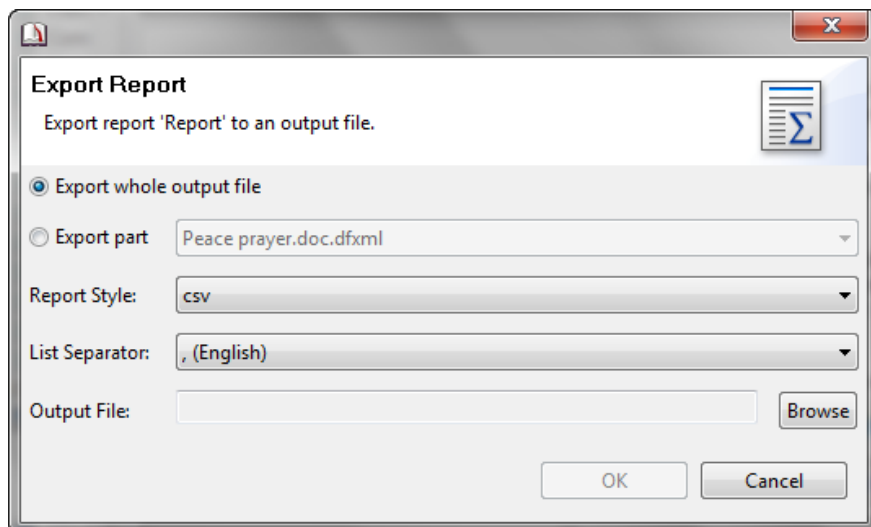 Export Report
Export report 'Report' to an output file.
Export whole output file
Export part Peace prayer.doc.dfxml
Report Style: csv
List Separator: , (English)
Output File: Browse
OK Cancel